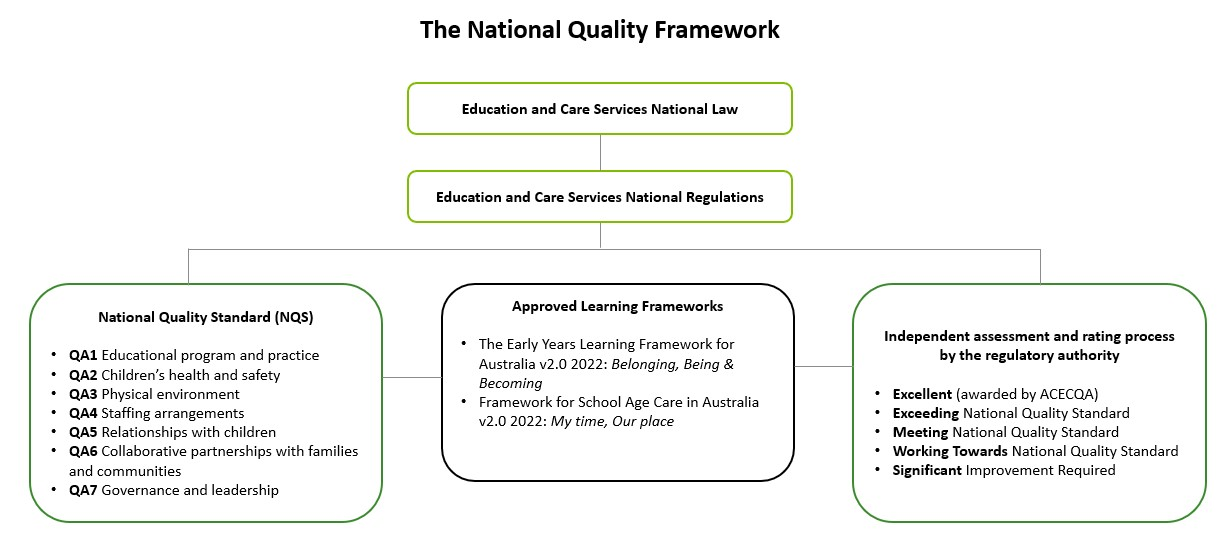 The National Quality Framework
Education and Care Services National Law
Education and Care Services National Regulations
National Quality Standard (NQS)
• QA1 Educational program and practice
• QA2 Children’s health and safety
• QA3 Physical environment
• QA4 Staffing arrangements
• QA5 Relationships with children
• QA6 Collaborative partnerships with families
and communities
• QA7 Governance and leadership
Approved Learning Frameworks
• The Early Years Learning Framework for
Australia v2.0 2022: Belonging, Being &
Becoming
• Framework for School Age Care in Australia
v2.0 2022: My time, Our place
Independent assessment and rating process
by the regulatory authority
• Excellent (awarded by ACECQA)
• Exceeding National Quality Standard
• Meeting National Quality Standard
• Working Towards National Quality Standard
• Significant Improvement Required